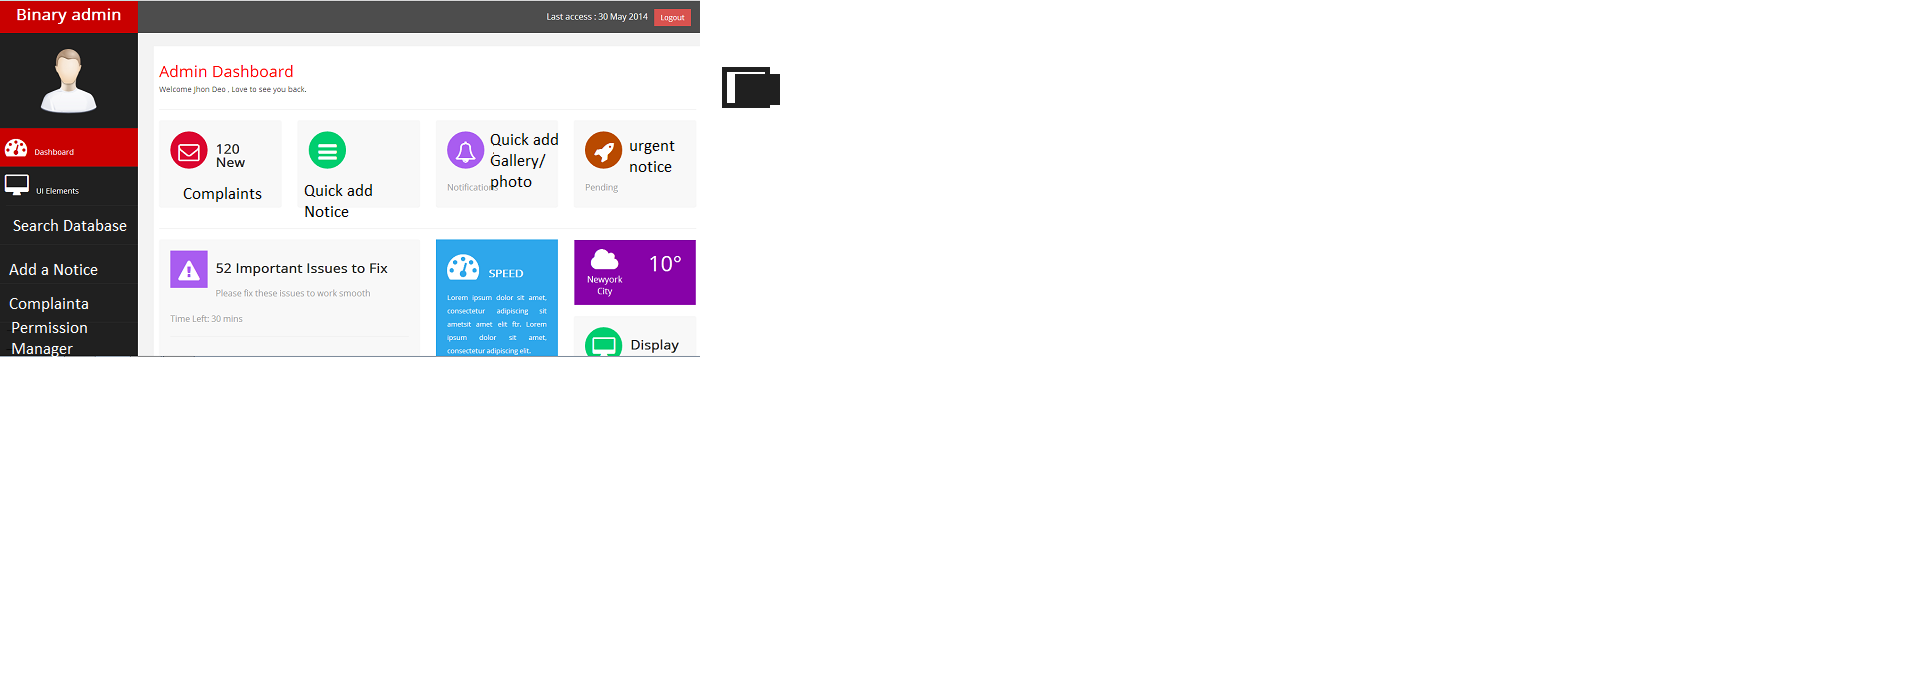 Binary admin
Last access : 30 May 2014
Logout
Dashboard
UI Elements
Search Database
Add a Notice
Complainta
Permission
Manager
Admin Dashboard
Welcome Jhon Deo , Love to see you back.
120
New
Complaints
Quick add
Notice
Quick add
Gallery/
photo
Notifications
urgent
notice
Pending
52 Important Issues to Fix
Please fix these issues to work smooth
Time Left: 30 mins
SPEED
Lorem ipsum dolor sit amet,
consectetur adipiscing sit
ametsit amet elit ftr. Lorem
ipsum dolor sit amet,
consectetur adipiscing elit.
10°
Newyork
City
Display